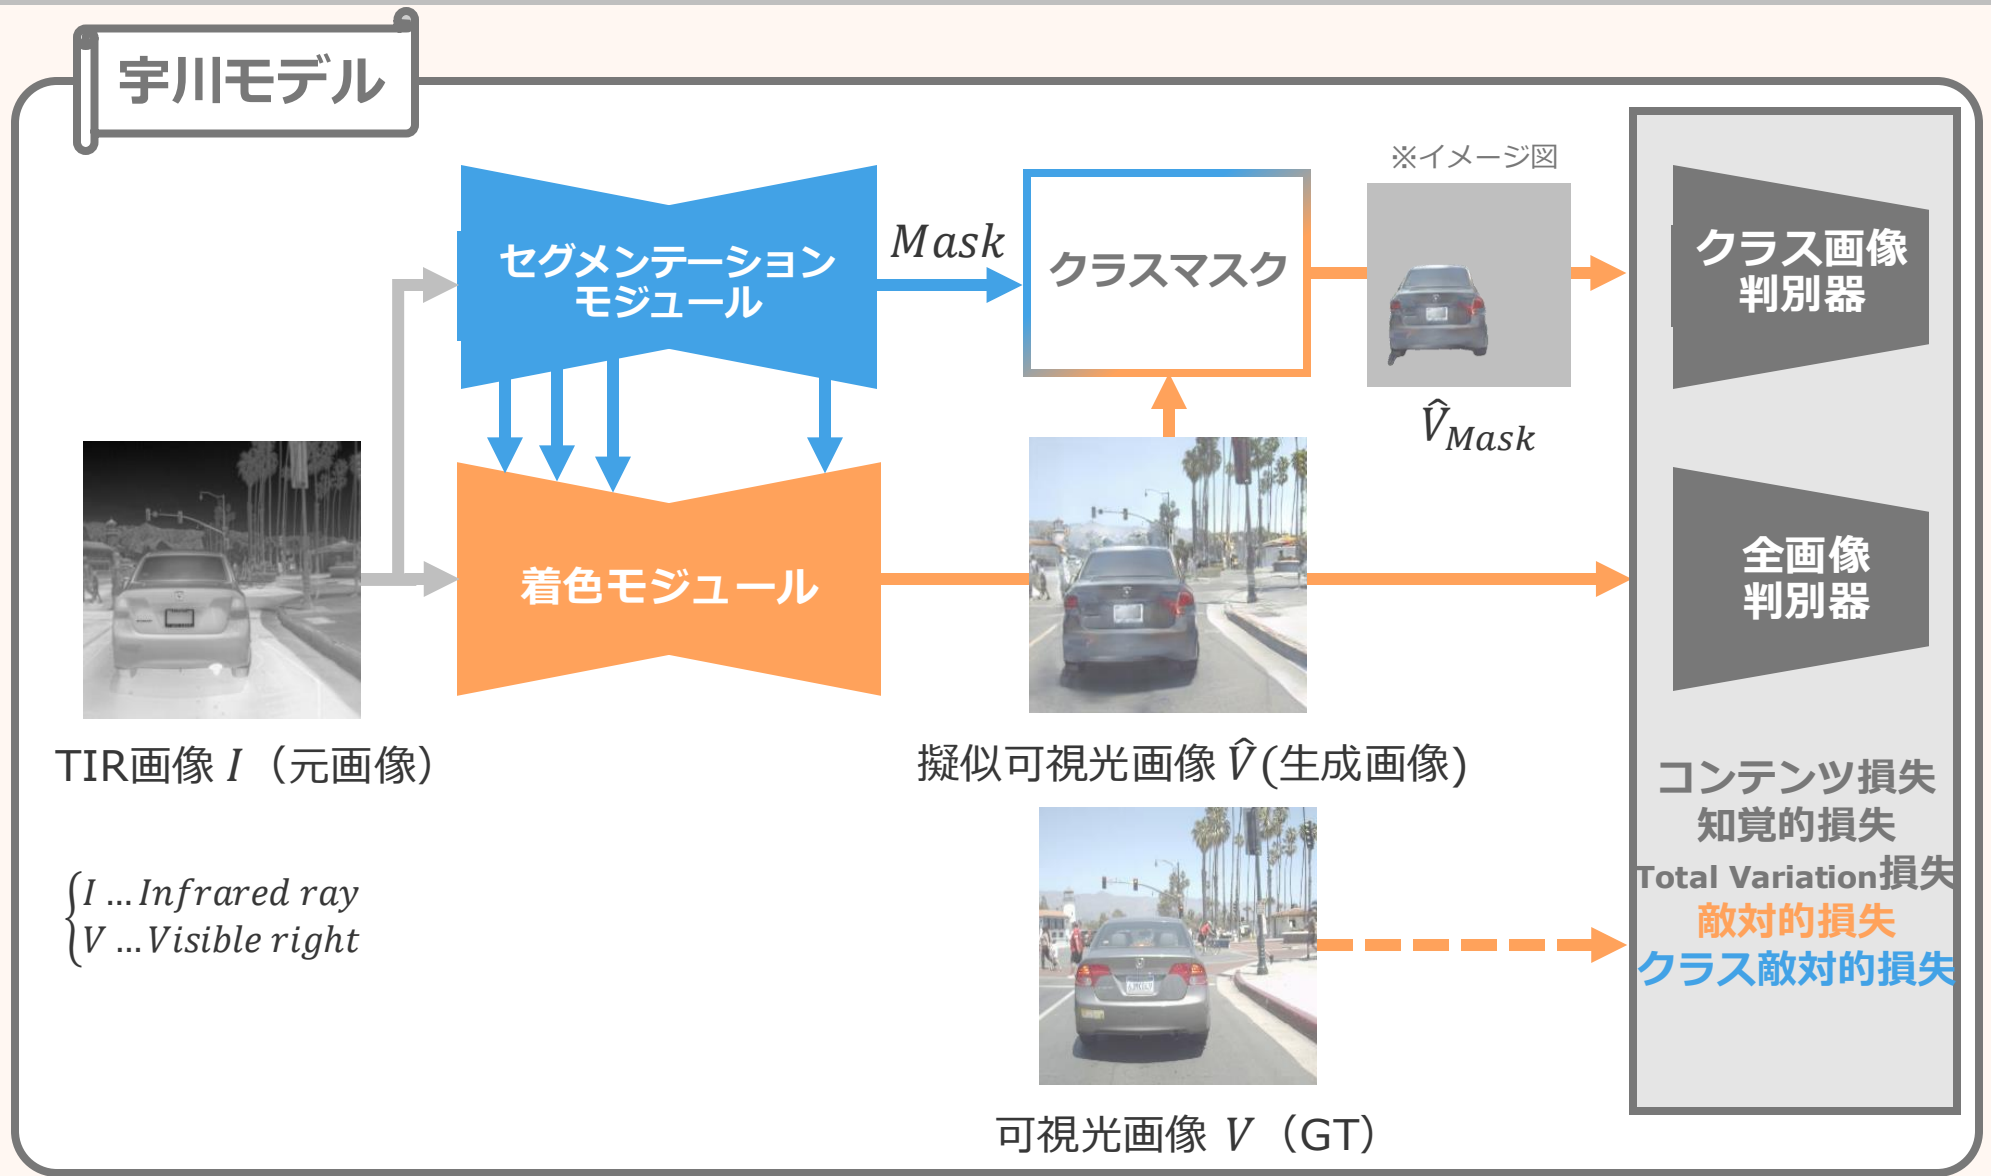 宇川モデル
※イメージ図
セグメンテーション
モジュール
Mask
クラスマスク
クラス画像
判別器
V̂_Mask
着色モジュール
全画像
判別器
TIR画像 I（元画像）
擬似可視光画像 V̂(生成画像)
コンテンツ損失
知覚的損失
Total Variation損失
敵対的損失
クラス敵対的損失
I … Infrared ray
V … Visible right
可視光画像 V（GT）